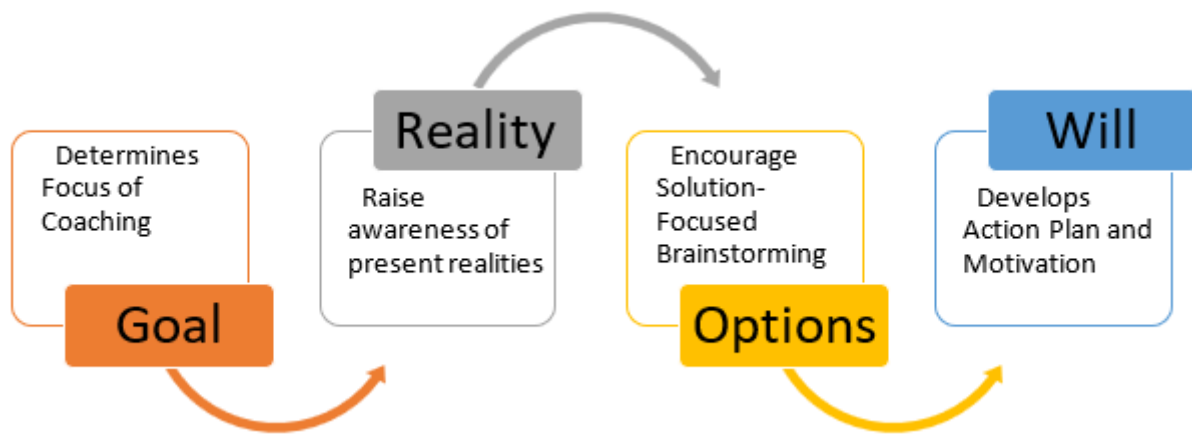 Determines
Focus of
Coaching
Goal
Reality
Raise
awareness of
present realities
Encourage
Solution-
Focused
Brainstorming
Options
Will
Develops
Action Plan and
Motivation